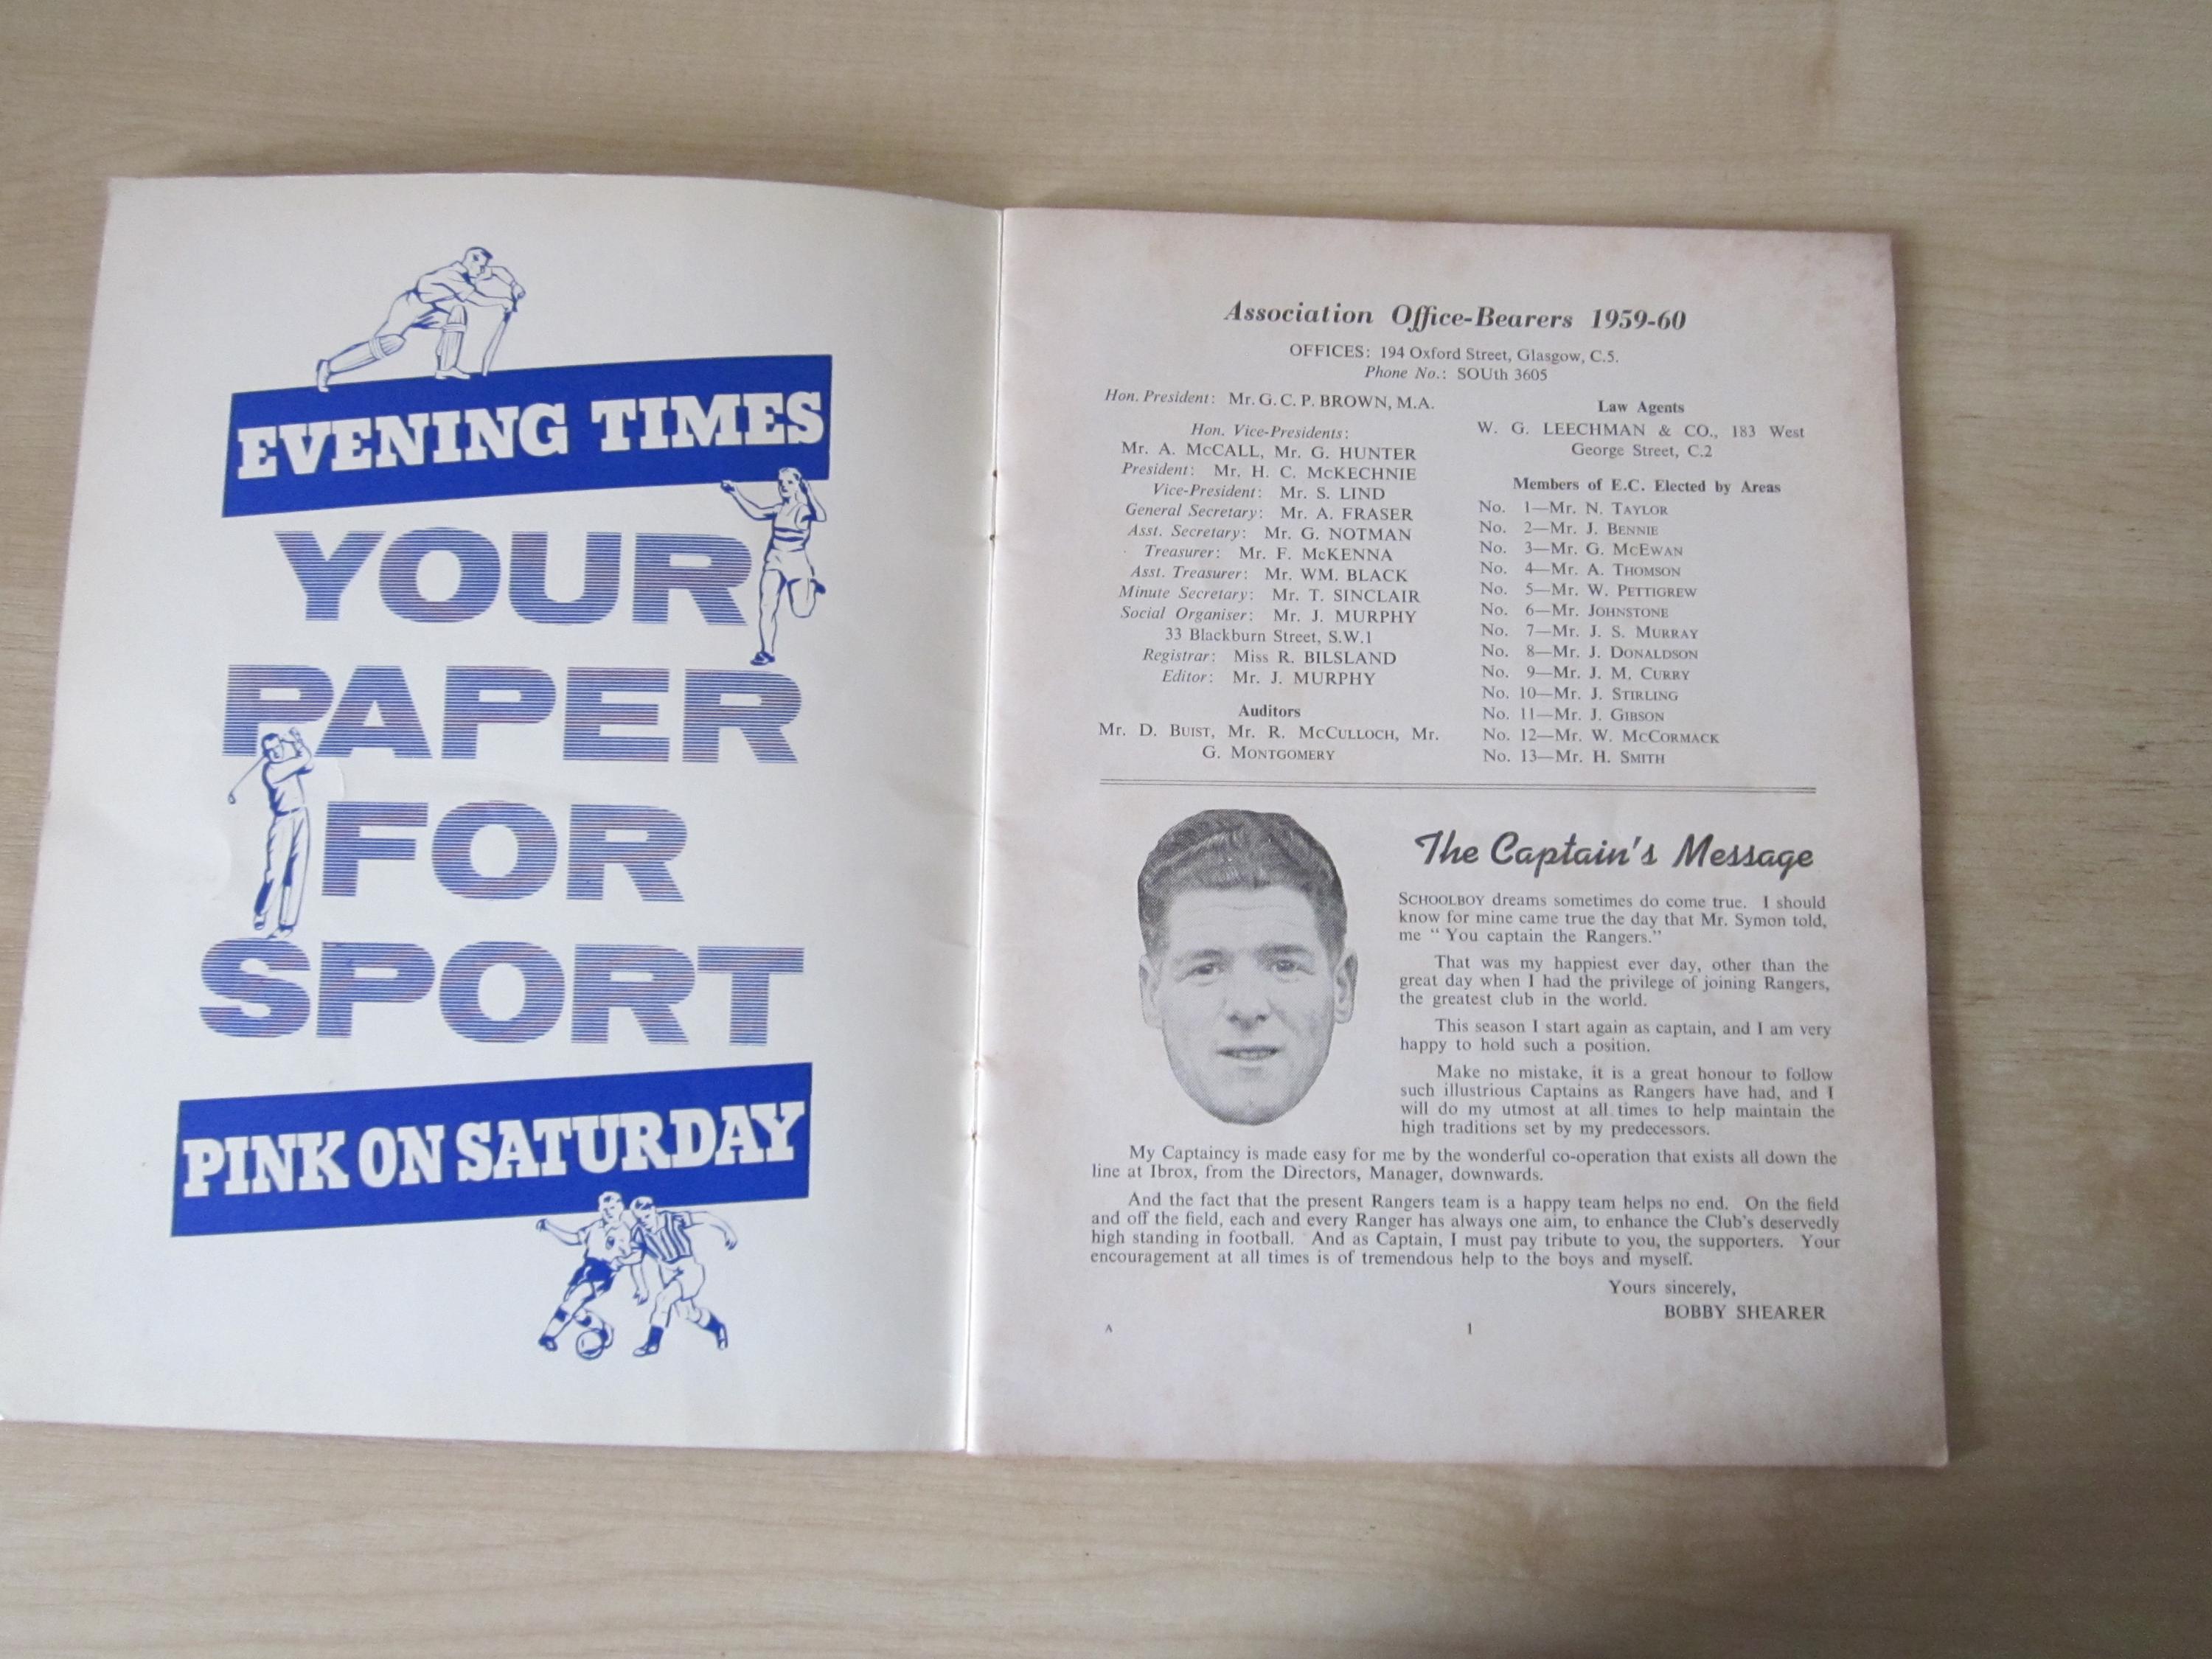 EVENING TIMES
YOUR
PAPER
FOR
SPORT
PINK ON SATURDAY
Association Office-Bearers 1959-60
OFFICES: 194 Oxford Street, Glasgow, C.5.
Phone No.: SOUth 3605
Hon. President: Mr. G. C. P. BROWN, M.A.
Hon. Vice-Presidents:
Mr. A. McCALL, Mr. G. HUNTER
President: Mr. H. C. McKECHNIE
Vice-President: Mr. S. LIND
General Secretary: Mr. A. FRASER
Asst. Secretary: Mr. G. NOTMAN
Treasurer: Mr. F. McKENNA
Asst. Treasurer: Mr. WM. BLACK
Minute Secretary: Mr. T. SINCLAIR
Social Organiser: Mr. J. MURPHY
33 Blackburn Street, S.W.1
Registrar: Miss R. BILSLAND
Editor: Mr. J. MURPHY
Auditors
Mr. D. BUIST, Mr. R. McCULLOCH, Mr.
G. MONTGOMERY
Law Agents
W. G. LEECHMAN & CO., 183 West
George Street, C.2
Members of E.C. Elected by Areas
No. 1—Mr. N. TAYLOR
No. 2—Mr. J. BENNIE
No. 3—Mr. G. McEWAN
No. 4—Mr. A. THOMSON
No. 5—Mr. W. PETTIGREW
No. 6—Mr. JOHNSTONE
No. 7—Mr. J. S. MURRAY
No. 8—Mr. J. DONALDSON
No. 9—Mr. J. M. CURRY
No. 10—Mr. J. STIRLING
No. 11—Mr. J. GIBSON
No. 12—Mr. W. McCORMACK
No. 13—Mr. H. SMITH
The Captain's Message
SCHOOLBOY dreams sometimes do come true. I should
know for mine came true the day that Mr. Symon told,
me "You captain the Rangers."
That was my happiest ever day, other than the
great day when I had the privilege of joining Rangers,
the greatest club in the world.
This season I start again as captain, and I am very
happy to hold such a position.
Make no mistake, it is a great honour to follow
such illustrious Captains as Rangers have had, and I
will do my utmost at all times to help maintain the
high traditions set by my predecessors.
My Captaincy is made easy for me by the wonderful co-operation that exists all down the
line at Ibrox, from the Directors, Manager, downwards.
And the fact that the present Rangers team is a happy team helps no end. On the field
and off the field, each and every Ranger has always one aim, to enhance the Club's deservedly
high standing in football. And as Captain, I must pay tribute to you, the supporters. Your
encouragement at all times is of tremendous help to the boys and myself.
Yours sincerely,
BOBBY SHEARER
A 1